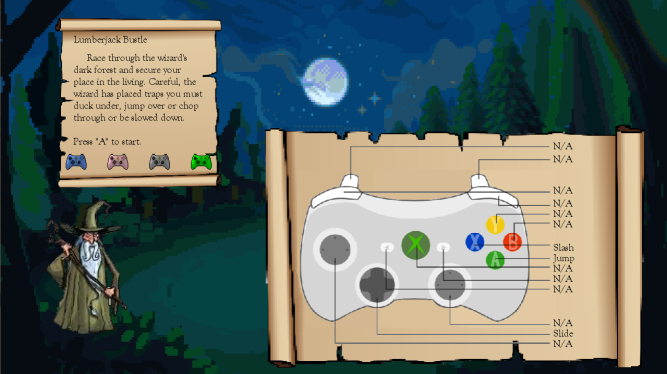 Lumberjack Bustle
Race through the wizard's
dark forest and secure your
place in the living. Careful, the
wizard has placed traps you must
duck under, jump over or chop
through or be slowed down.
Press "A" to start.
N/A
N/A
N/A
N/A
N/A
N/A
Slash
Jump
N/A
N/A
N/A
N/A
Slide
N/A
Y
X
B
A
X